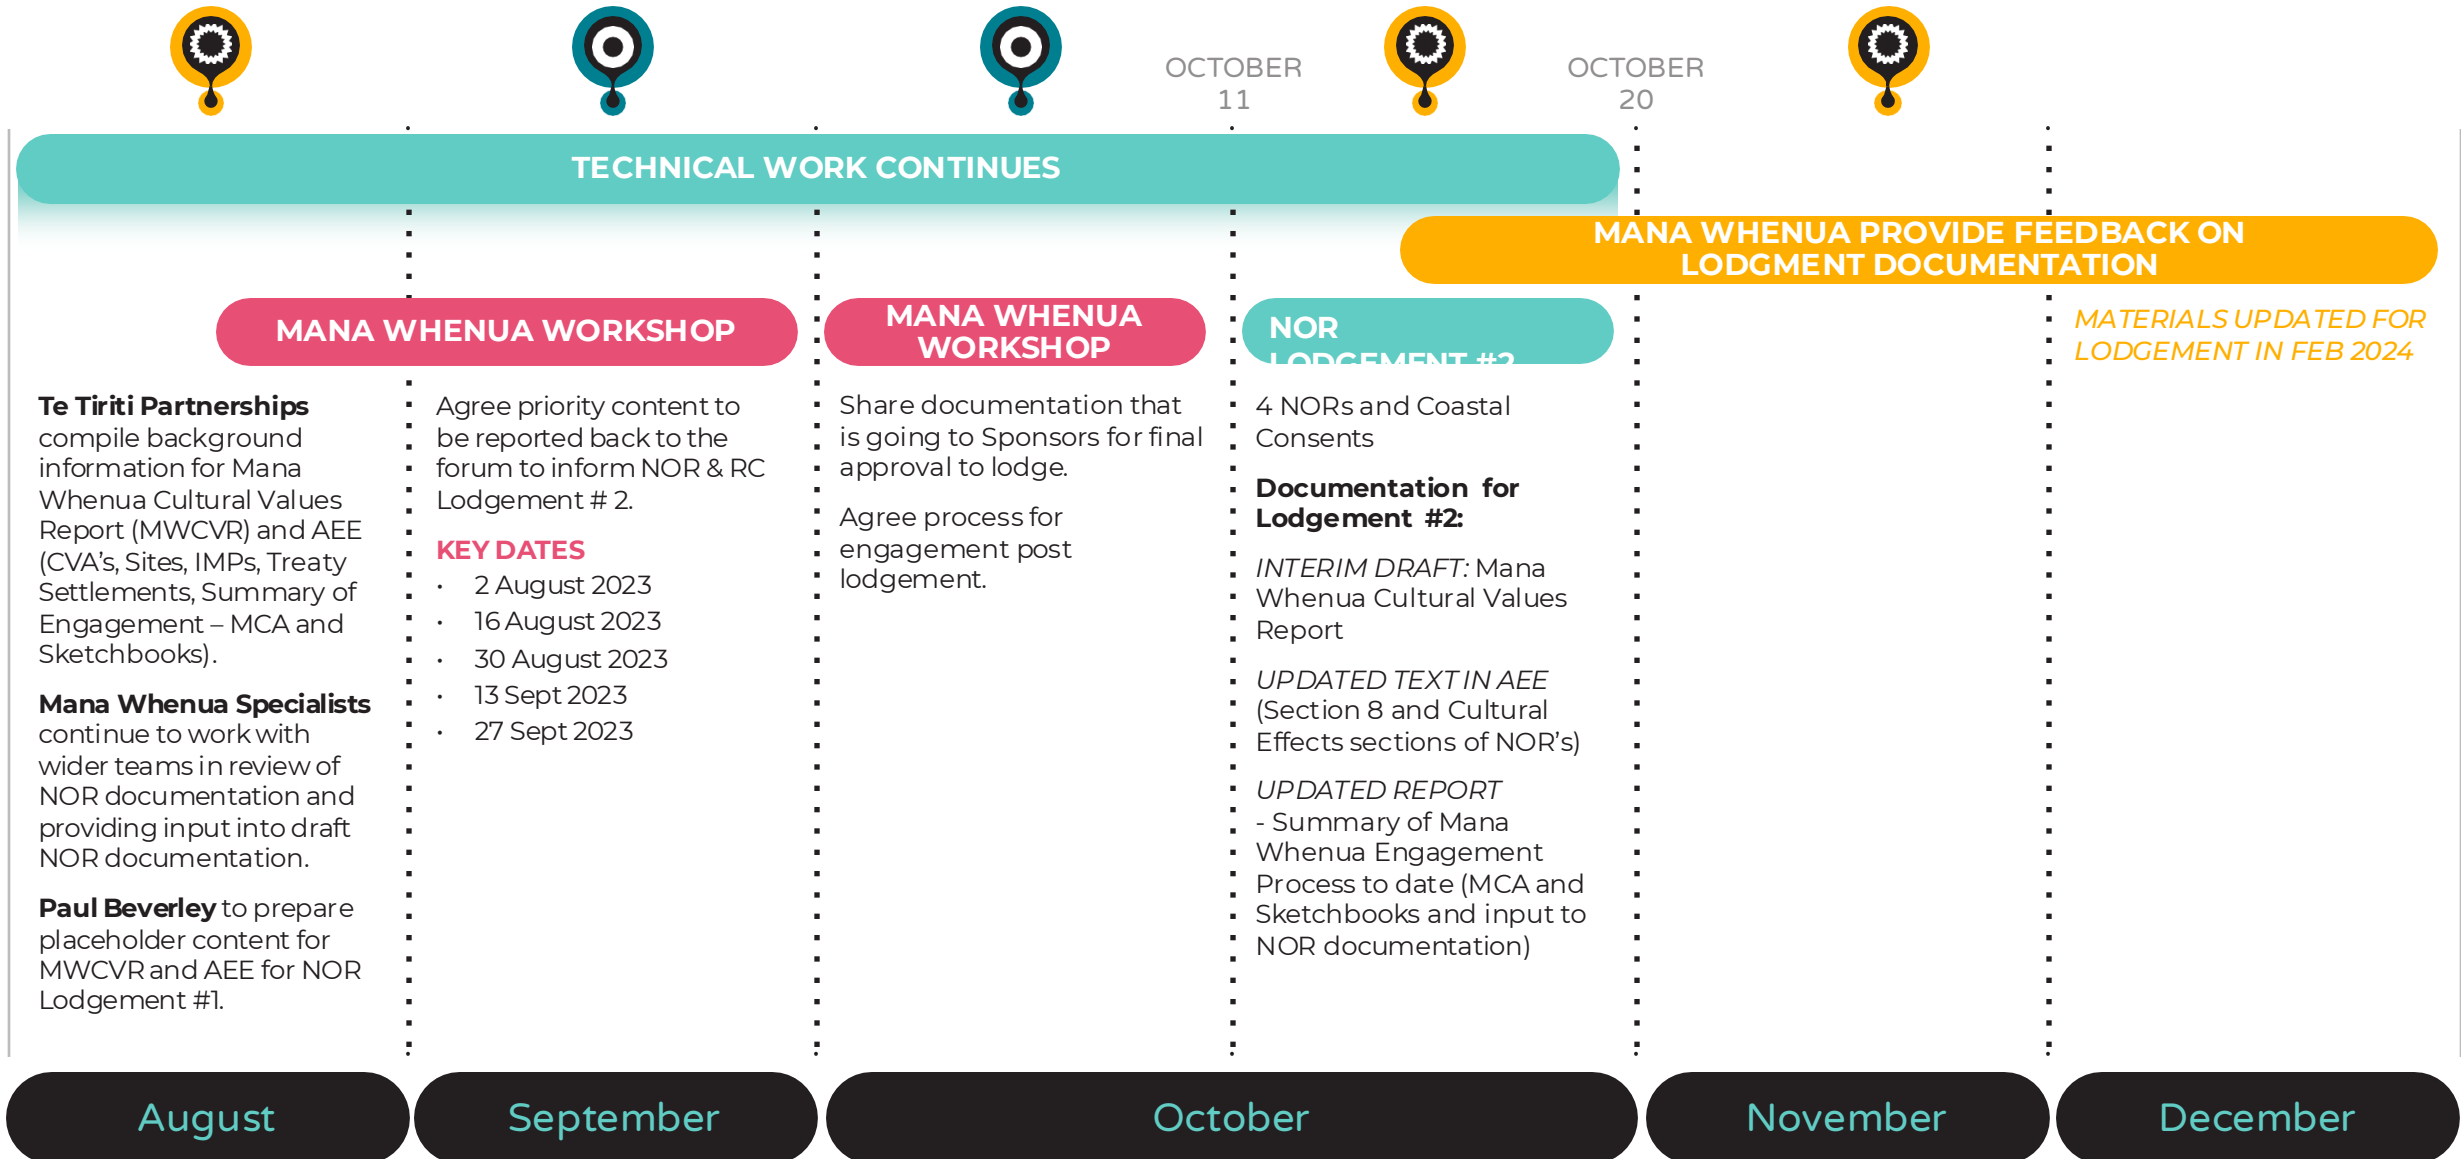 OCTOBER
11
OCTOBER
20
TECHNICAL WORK CONTINUES
MANA WHENUA PROVIDE FEEDBACK ON
LODGMENT DOCUMENTATION
MANA WHENUA WORKSHOP
MANA WHENUA
WORKSHOP
NOR
LODGEMENT #2
MATERIALS UPDATED FOR
LODGEMENT IN FEB 2024
Te Tiriti Partnerships
compile background
information for Mana
Whenua Cultural Values
Report (MWCVR) and AEE
(CVA’s, Sites, IMPs, Treaty
Settlements, Summary of
Engagement – MCA and
Sketchbooks).
Mana Whenua Specialists
continue to work with
wider teams in review of
NOR documentation and
providing input into draft
NOR documentation.
Paul Beverley to prepare
placeholder content for
MWCVR and AEE for NOR
Lodgement #1.
Agree priority content to
be reported back to the
forum to inform NOR & RC
Lodgement # 2.
KEY DATES
• 2 August 2023
• 16 August 2023
• 30 August 2023
• 13 Sept 2023
• 27 Sept 2023
Share documentation that
is going to Sponsors for final
approval to lodge.
Agree process for
engagement post
lodgement.
4 NORs and Coastal
Consents
Documentation for
Lodgement #2:
INTERIM DRAFT: Mana
Whenua Cultural Values
Report
UPDATED TEXT IN AEE
(Section 8 and Cultural
Effects sections of NOR’s)
UPDATED REPORT
- Summary of Mana
Whenua Engagement
Process to date (MCA and
Sketchbooks and input to
NOR documentation)
August
September
October
November
December